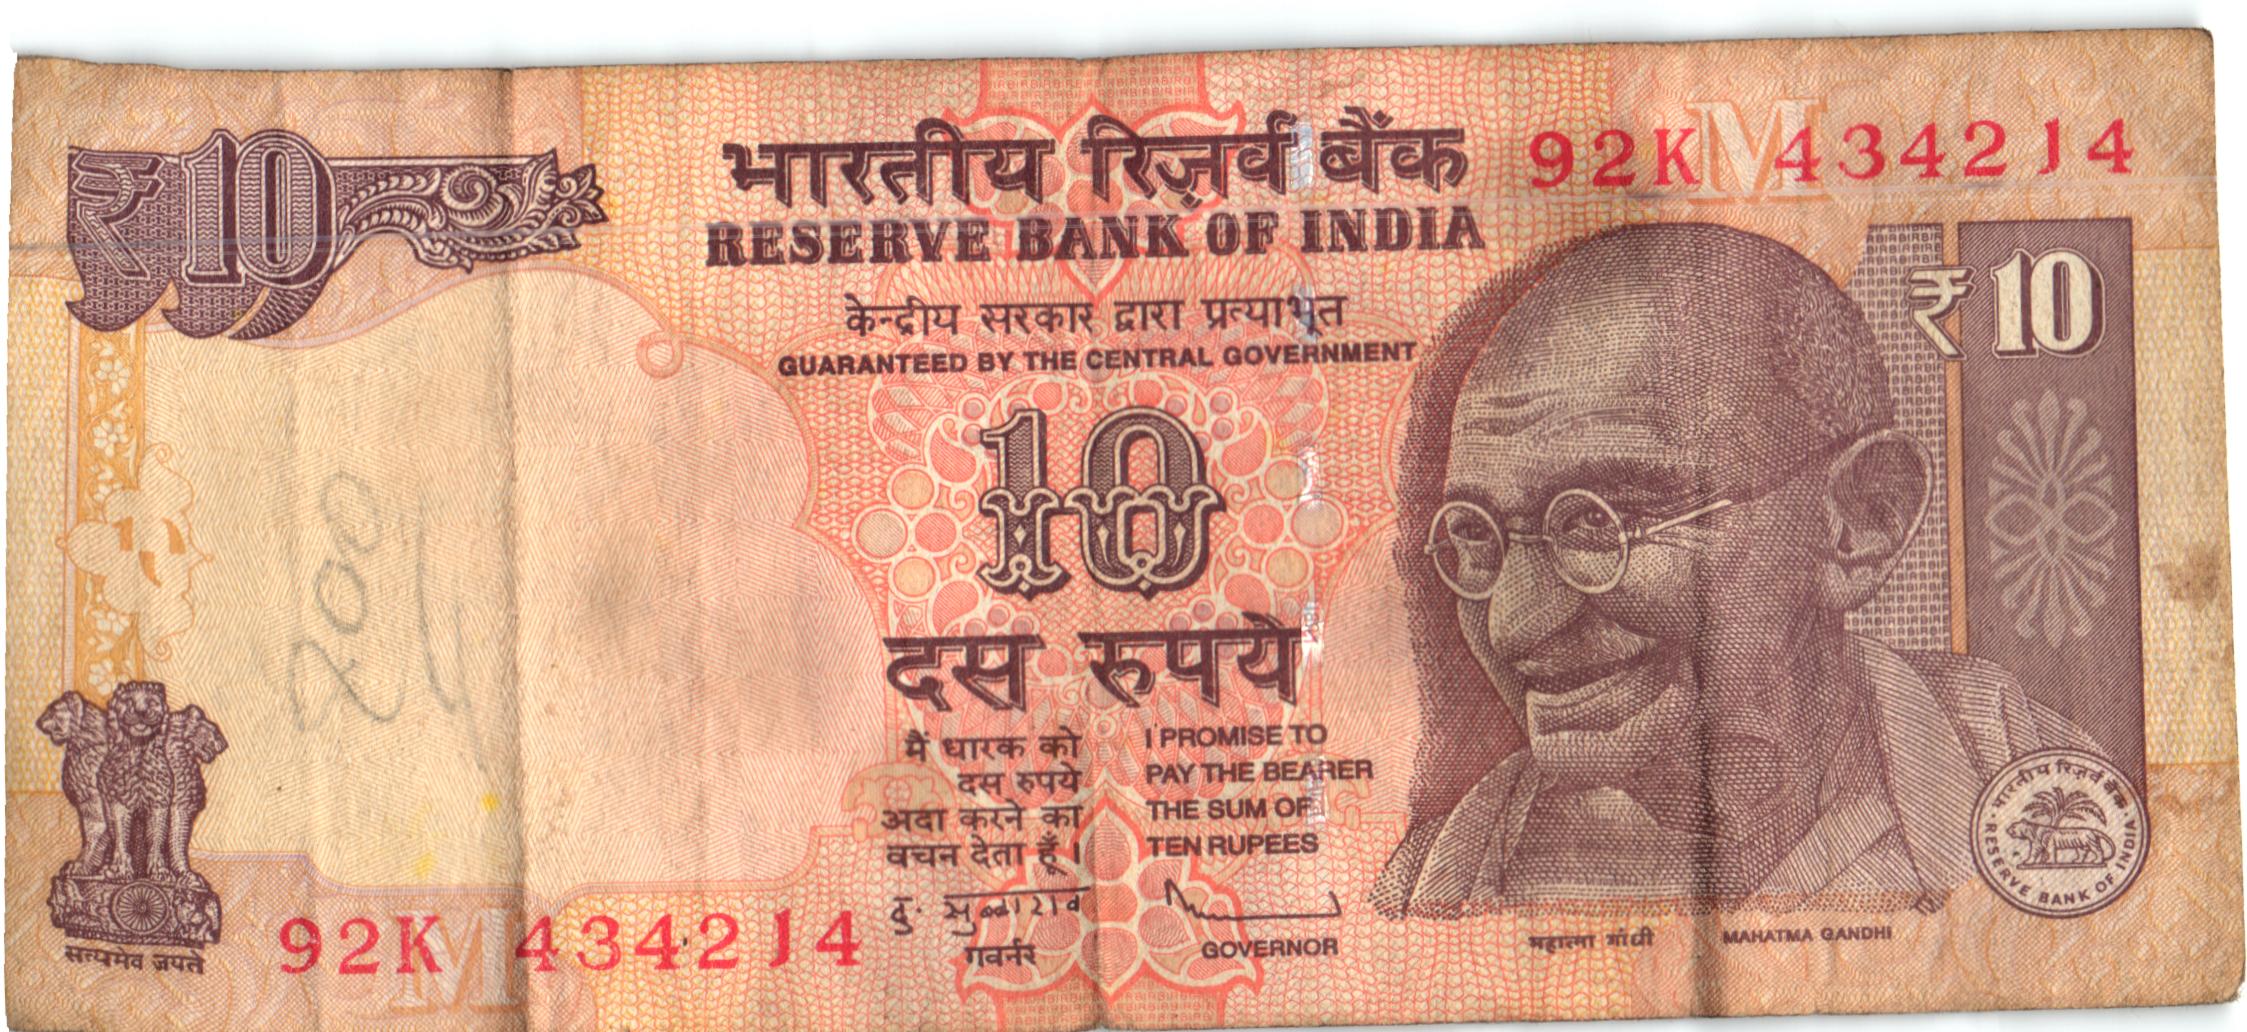 ₹10
भारतीय रिज़र्व बैंक
RESERVE BANK OF INDIA
92K 434214
केन्द्रीय सरकार द्वारा प्रत्याभूत
GUARANTEED BY THE CENTRAL GOVERNMENT
₹10
10
दस रुपये
मैं धारक को
दस रुपये
अदा करने का
वचन देता हूँ।
I PROMISE TO
PAY THE BEARER
THE SUM OF
TEN RUPEES
गवर्नर
GOVERNOR
सत्यमेव जयते
92K 434214
M
M
महात्मा गांधी
MAHATMA GANDHI
भारतीय रिज़र्व बैंक
RESERVE BANK OF INDIA